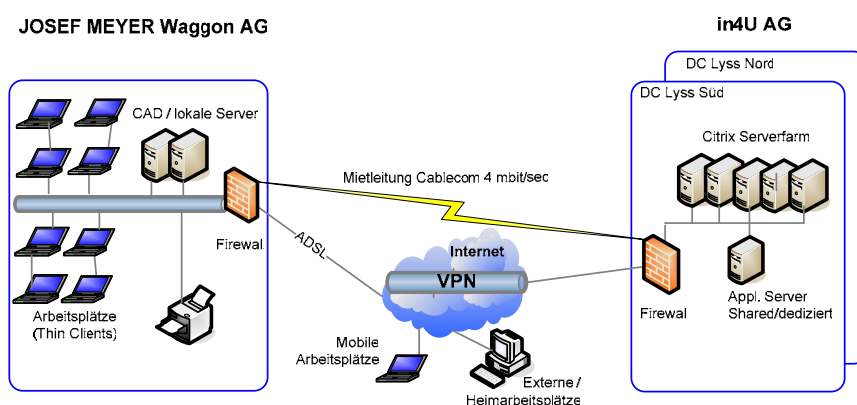 JOSEF MEYER Waggon AG
in4U AG
DC Lyss Nord
DC Lyss Süd
CAD / lokale Server
Citrix Serverfarm
Mietleitung Cablecom 4 mbit/sec
Firewal
ADSL
Internet
VPN
Firewal
Appl. Server
Shared/dediziert
Arbeitsplätze
(Thin Clients)
Mobile
Arbeitsplätze
Externe /
Heimarbeitsplätze